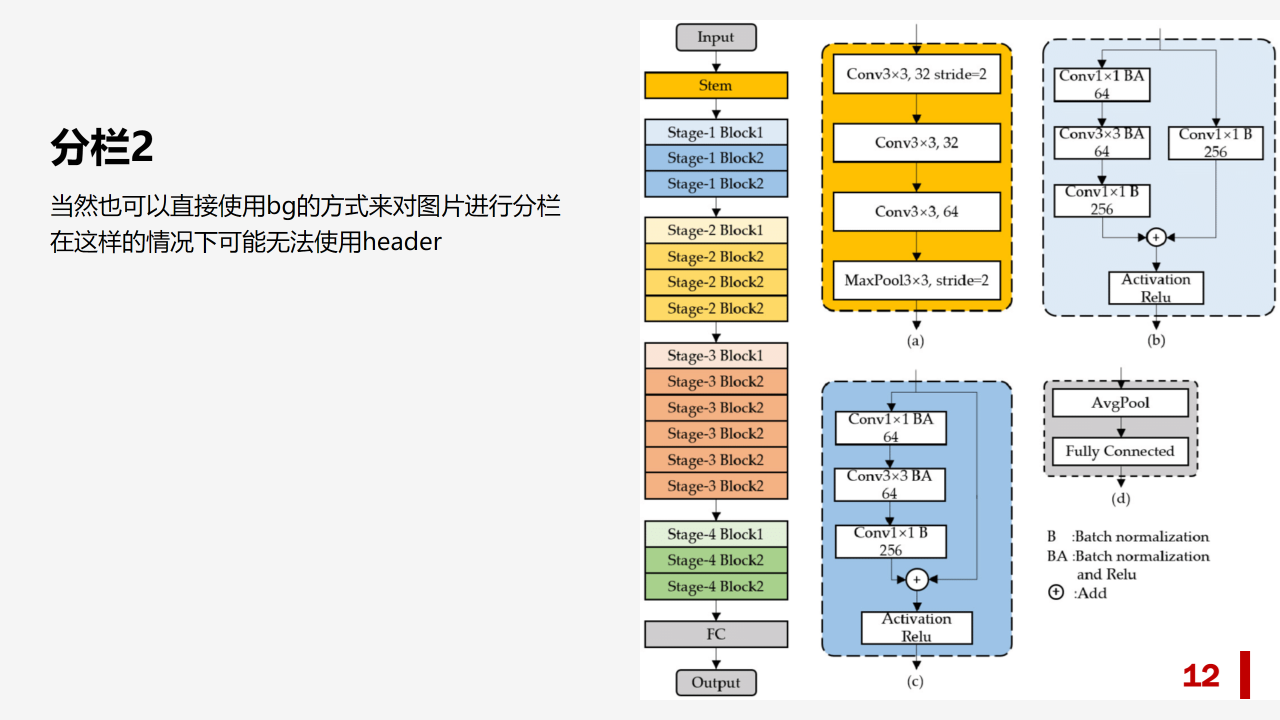 分栏2
当然也可以直接使用bg的方式来对图片进行分栏
在这样的情况下可能无法使用header
Input
Stem
Stage-1 Block1
Stage-1 Block2
Stage-1 Block2
Stage-2 Block1
Stage-2 Block2
Stage-2 Block2
Stage-2 Block2
Stage-3 Block1
Stage-3 Block2
Stage-3 Block2
Stage-3 Block2
Stage-3 Block2
Stage-3 Block2
Stage-4 Block1
Stage-4 Block2
Stage-4 Block2
FC
Output
Conv3×3, 32 stride=2
Conv3×3, 32
Conv3×3, 64
MaxPool3×3, stride=2
(a)
Conv1×1 BA
64
Conv3×3 BA
64
Conv1×1 B
256
Conv1×1 B
256
+
Activation
Relu
(b)
Conv1×1 BA
64
Conv3×3 BA
64
Conv1×1 B
256
+
Activation
Relu
(c)
AvgPool
Fully Connected
(d)
B :Batch normalization
BA :Batch normalization
and Relu
⊕ :Add
12